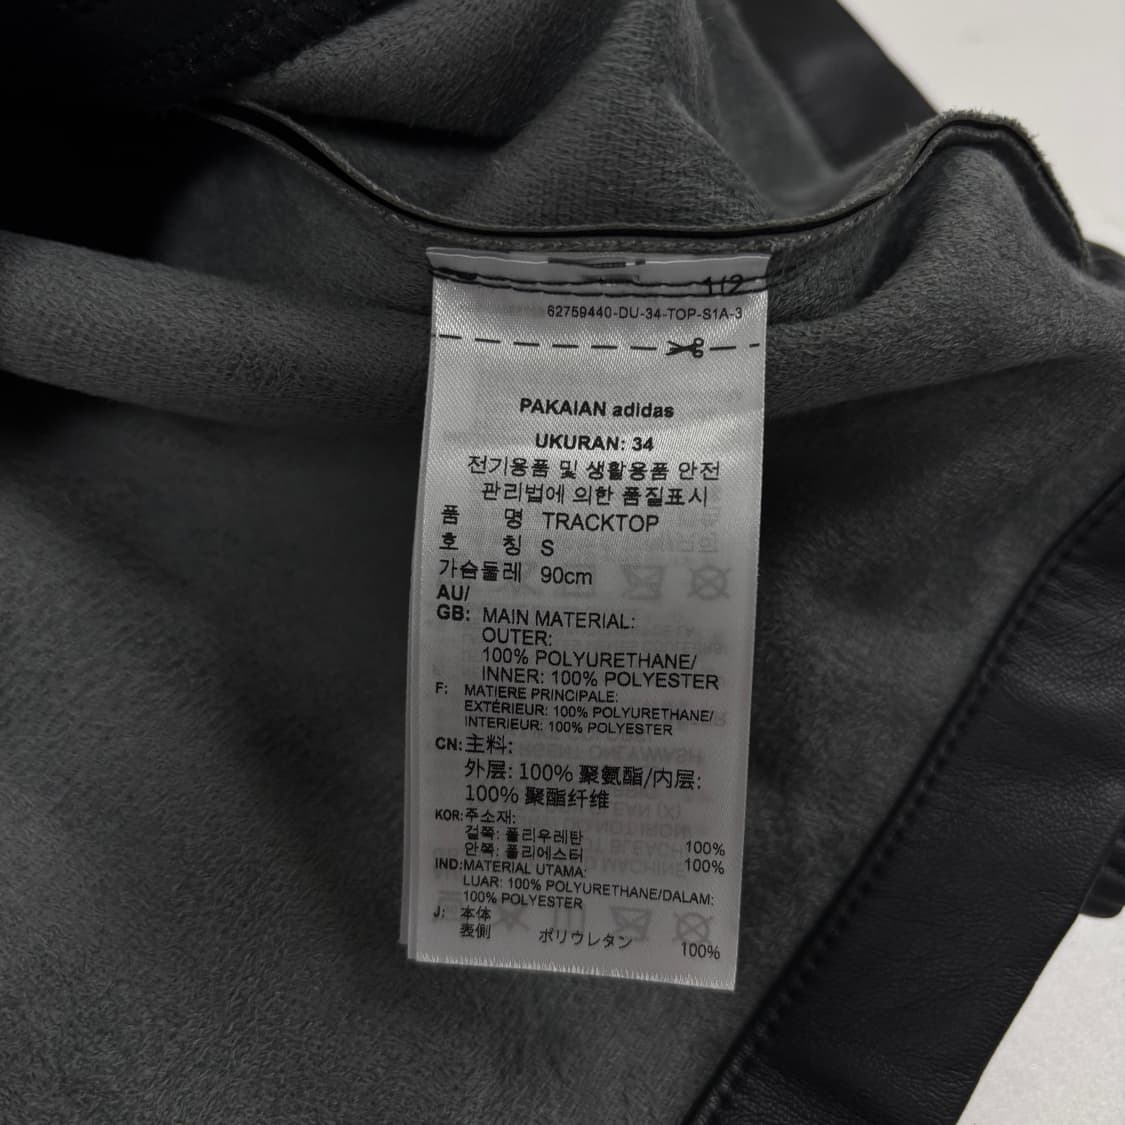 1(2
62759440-DU-34-TOP-S1A-3
PAKAIAN adidas
UKURAN: 34
전기용품 및 생활용품 안전
관리법에 의한 품질표시
품 명 TRACKTOP
호 칭 S
가슴둘레 90cm
AU/
GB: MAIN MATERIAL:
OUTER:
100% POLYURETHANE/
INNER: 100% POLYESTER
F: MATIERE PRINCIPALE:
EXTÉRIEUR: 100% POLYURETHANE/
INTERIEUR: 100% POLYESTER
CN: 主料:
外层: 100% 聚氨酯/内层:
100% 聚酯纤维
KOR: 주소재:
겉쪽: 폴리우레탄 100%
안쪽: 폴리에스터 100%
IND: MATERIAL UTAMA:
LUAR: 100% POLYURETHANE/DALAM:
100% POLYESTER
J: 本体
表側 ポリウレタン 100%